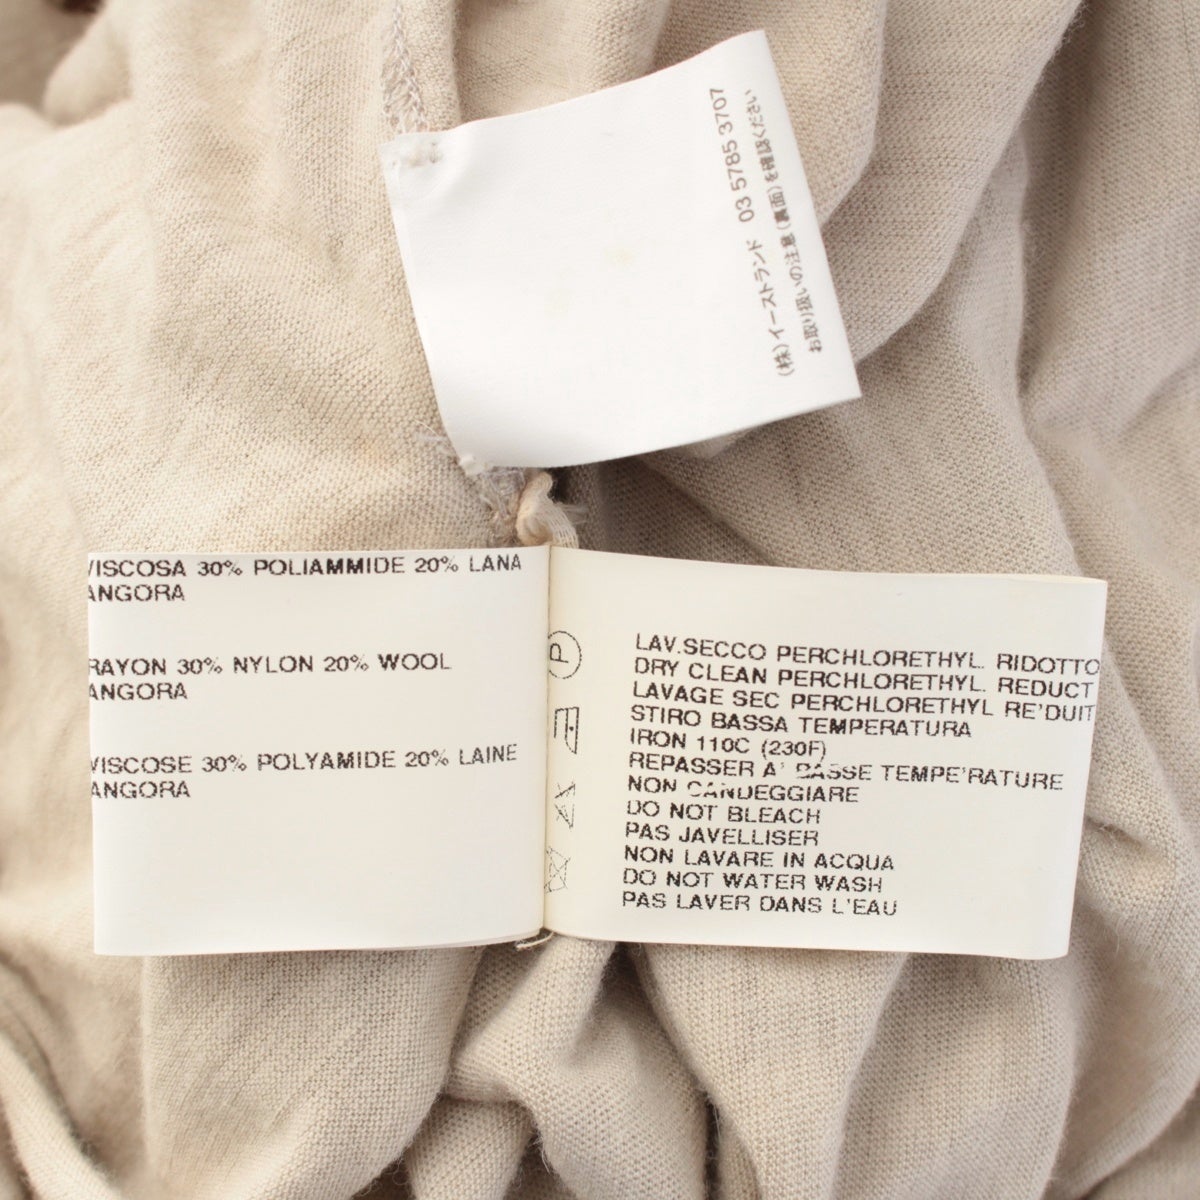 (株)イーストランド 03 5785 3707
お取り扱いの注意(裏面)を確認ください
VISCOSA 30% POLIAMMIDE 20% LANA
ANGORA
RAYON 30% NYLON 20% WOOL
ANGORA
VISCOSE 30% POLYAMIDE 20% LAINE
ANGORA
P
LAV.SECCO PERCHLORETHYL. RIDOTTO
DRY CLEAN PERCHLORETHYL. REDUCT
LAVAGE SEC PERCHLORETHYL RE'DUIT
STIRO BASSA TEMPERATURA
IRON 110C (230F)
REPASSER A' BASSE TEMPE'RATURE
NON CANDEGGIARE
DO NOT BLEACH
PAS JAVELLISER
NON LAVARE IN ACQUA
DO NOT WATER WASH
PAS LAVER DANS L'EAU